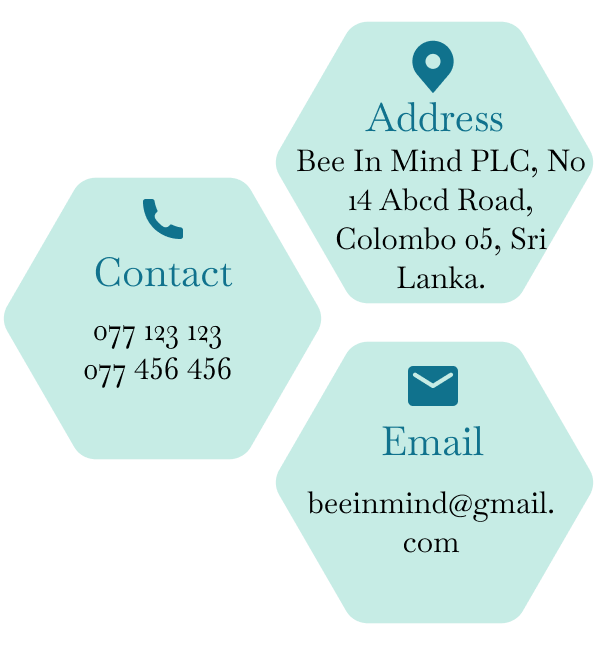 Address
Bee In Mind PLC, No
14 Abcd Road,
Colombo 05, Sri
Lanka.
Contact
077 123 123
077 456 456
Email
beeinmind@gmail.
com